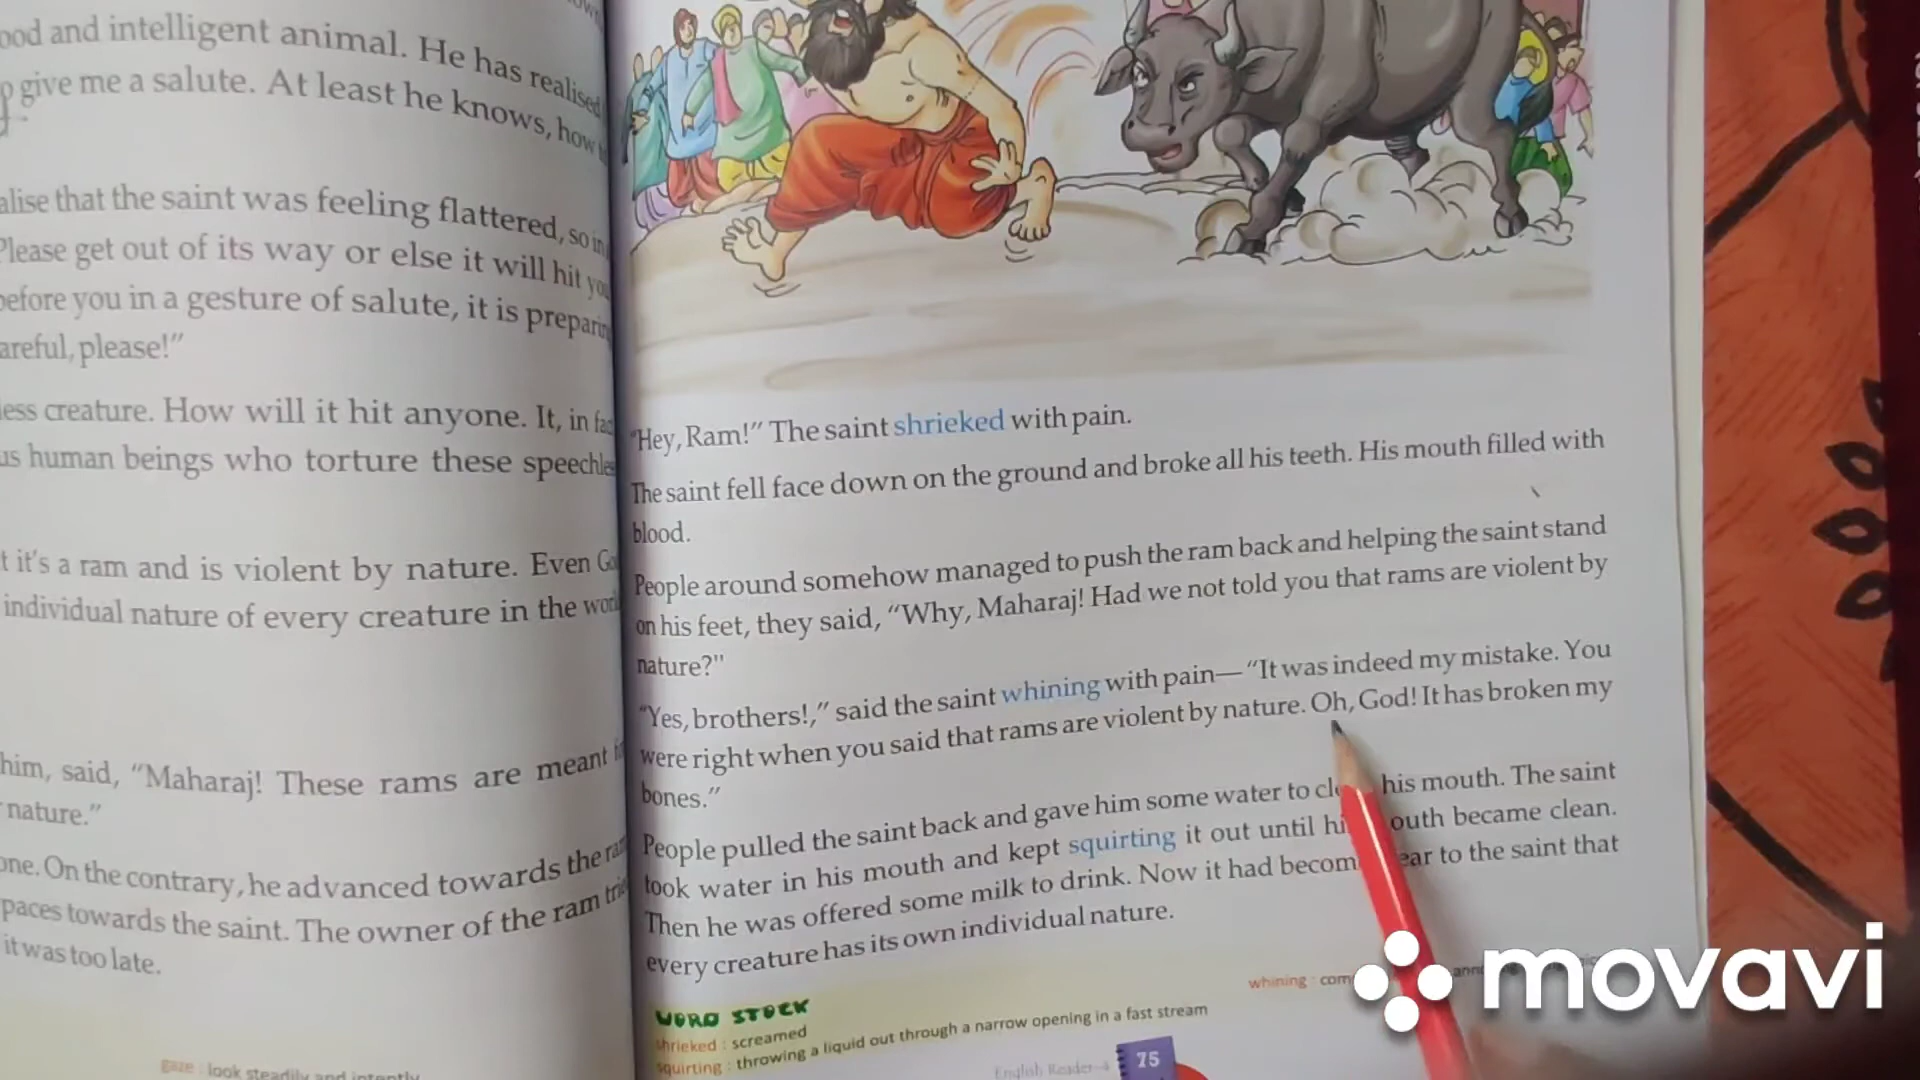 ood and intelligent animal. He has realised
give me a salute. At least he knows, how
alise that the saint was feeling flattered, so in
Please get out of its way or else it will hit you
before you in a gesture of salute, it is preparin
areful, please!"
less creature. How will it hit anyone. It, in fac
us human beings who torture these speechles
t it's a ram and is violent by nature. Even Go
individual nature of every creature in the worl
him, said, "Maharaj! These rams are meant
nature."
one. On the contrary, he advanced towards the ra
paces towards the saint. The owner of the ram trie
it was too late.
gaze : look steadily and intently
"Hey, Ram!" The saint shrieked with pain.
The saint fell face down on the ground and broke all his teeth. His mouth filled with
blood.
People around somehow managed to push the ram back and helping the saint stand
on his feet, they said, "Why, Maharaj! Had we not told you that rams are violent by
nature?"
"Yes, brothers!," said the saint whining with pain—"It was indeed my mistake. You
were right when you said that rams are violent by nature. Oh, God! It has broken my
bones."
People pulled the saint back and gave him some water to cle his mouth. The saint
took water in his mouth and kept squirting it out until hi outh became clean.
Then he was offered some milk to drink. Now it had becom ear to the saint that
every creature has its own individual nature.
WORD STOCK
whining : com
shrieked : screamed
squirting : throwing a liquid out through a narrow opening in a fast stream
English Reader-4
75
movavi